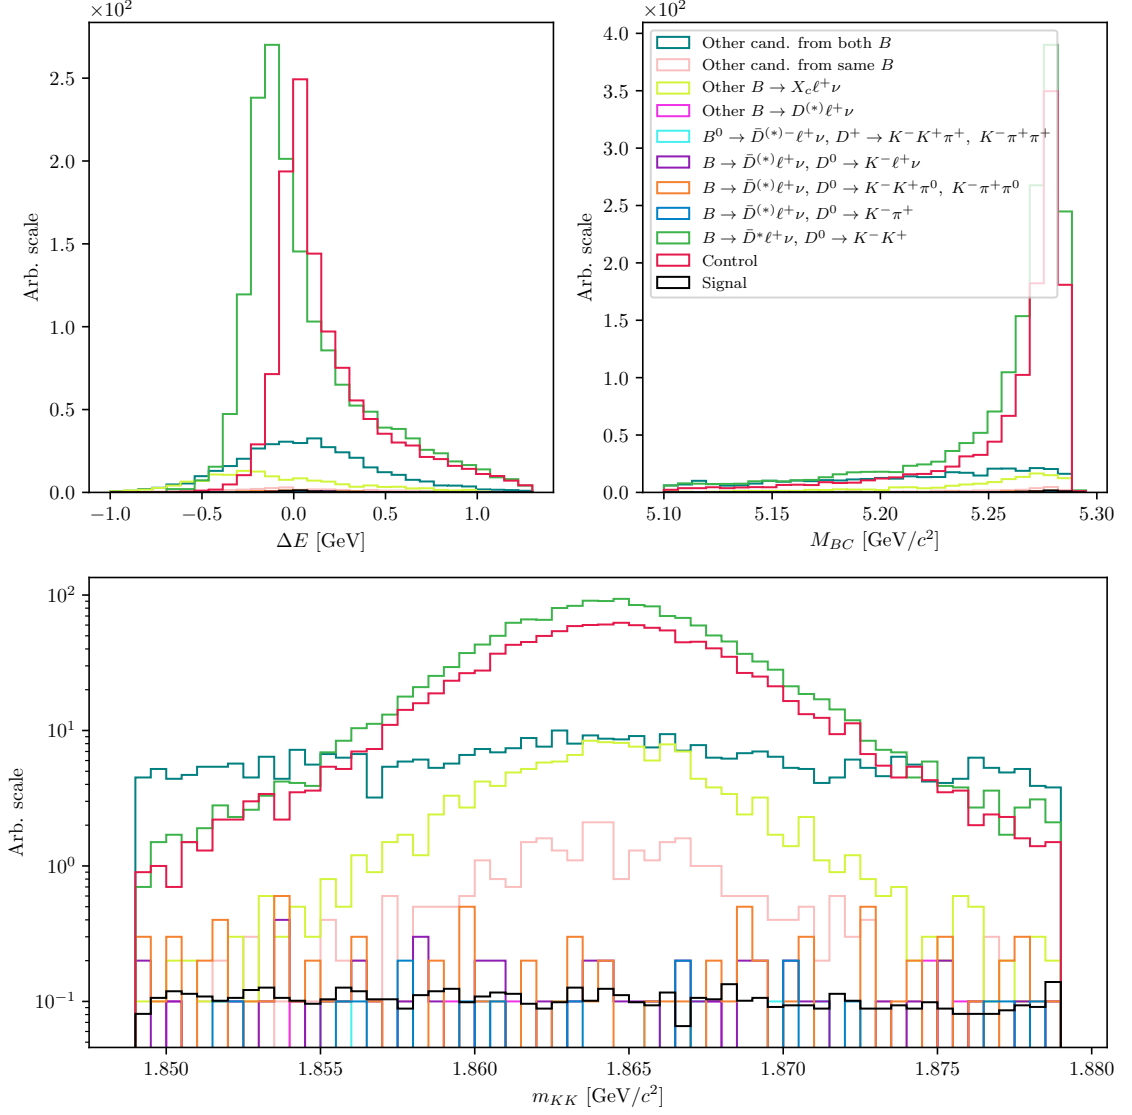 ×10²
2.5
2.0
1.5
1.0
0.5
0.0
Arb. scale
−1.0 −0.5 0.0 0.5 1.0
ΔE [GeV]
×10²
4.0
3.5
3.0
2.5
2.0
1.5
1.0
0.5
0.0
Arb. scale
Other cand. from both B
Other cand. from same B
Other B → X_cℓ⁺ν
Other B → D⁽*⁾ℓ⁺ν
B⁰ → D̄⁽*⁾⁻ℓ⁺ν, D⁺ → K⁻K⁺π⁺, K⁻π⁺π⁺
B → D̄⁽*⁾ℓ⁺ν, D⁰ → K⁻ℓ⁺ν
B → D̄⁽*⁾ℓ⁺ν, D⁰ → K⁻K⁺π⁰, K⁻π⁺π⁰
B → D̄⁽*⁾ℓ⁺ν, D⁰ → K⁻π⁺
B → D̄*ℓ⁺ν, D⁰ → K⁻K⁺
Control
Signal
5.10 5.15 5.20 5.25 5.30
M_BC [GeV/c²]
10²
10¹
10⁰
10⁻¹
Arb. scale
1.850 1.855 1.860 1.865 1.870 1.875 1.880
m_KK [GeV/c²]